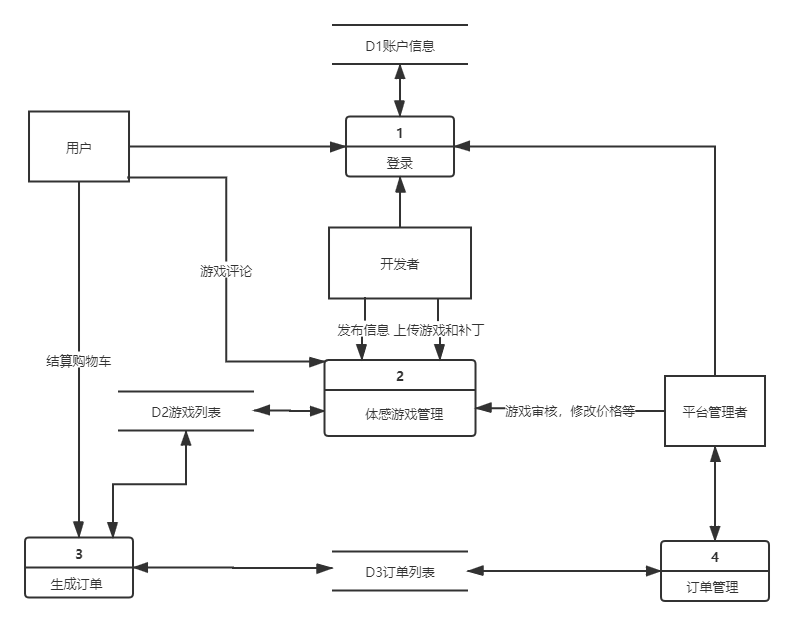 D1账户信息
1
登录
用户
开发者
游戏评论
发布信息
上传游戏和补丁
结算购物车
2
体感游戏管理
D2游戏列表
游戏审核，修改价格等
平台管理者
3
生成订单
D3订单列表
4
订单管理